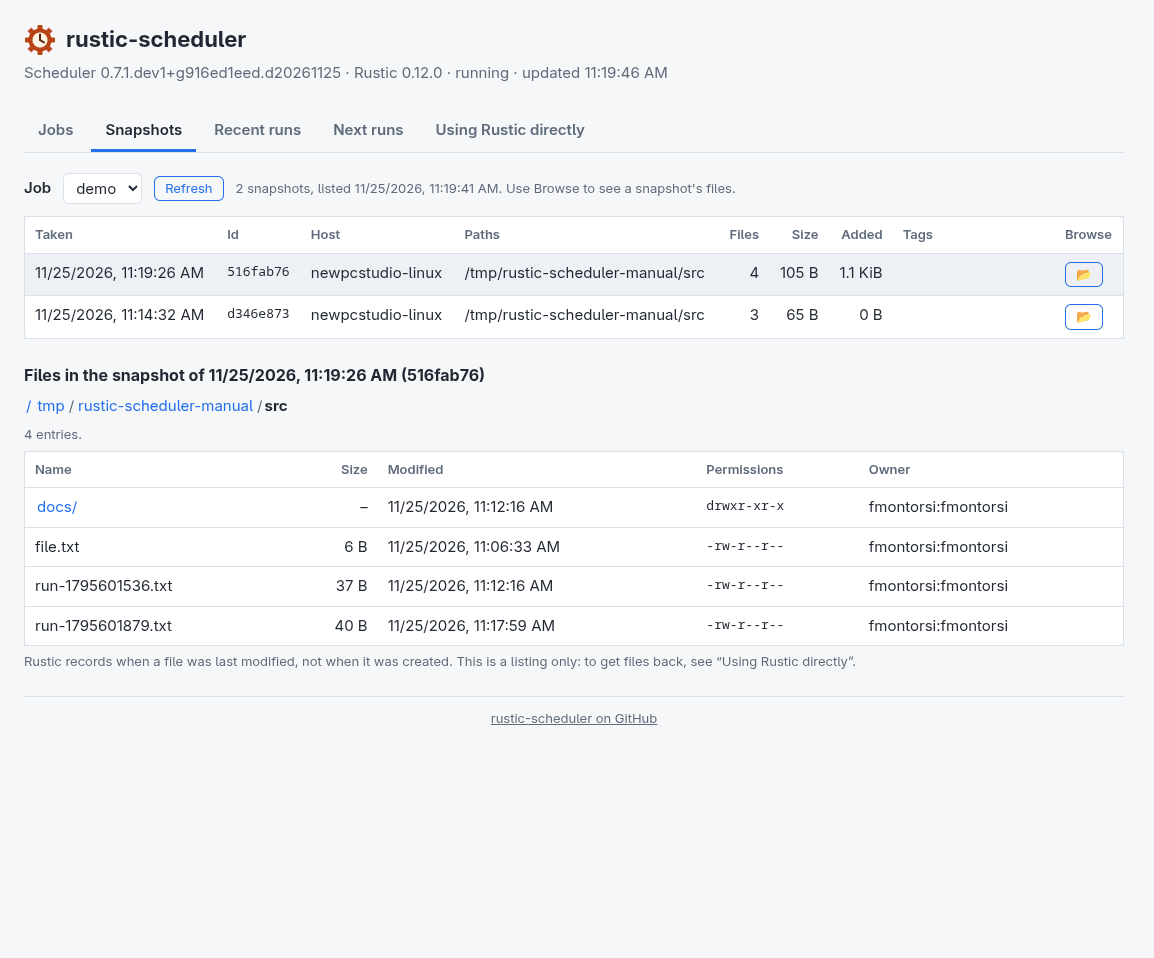 rustic-scheduler
Scheduler 0.7.1.dev1+g916ed1eed.d20261125 · Rustic 0.12.0 · running · updated 11:19:46 AM
Jobs Snapshots Recent runs Next runs Using Rustic directly
Job demo Refresh 2 snapshots, listed 11/25/2026, 11:19:41 AM. Use Browse to see a snapshot's files.
Taken Id Host Paths Files Size Added Tags Browse
11/25/2026, 11:19:26 AM 516fab76 newpcstudio-linux /tmp/rustic-scheduler-manual/src 4 105 B 1.1 KiB
11/25/2026, 11:14:32 AM d346e873 newpcstudio-linux /tmp/rustic-scheduler-manual/src 3 65 B 0 B
Files in the snapshot of 11/25/2026, 11:19:26 AM (516fab76)
/ tmp / rustic-scheduler-manual / src
4 entries.
Name Size Modified Permissions Owner
docs/ – 11/25/2026, 11:12:16 AM drwxr-xr-x fmontorsi:fmontorsi
file.txt 6 B 11/25/2026, 11:06:33 AM -rw-r--r-- fmontorsi:fmontorsi
run-1795601536.txt 37 B 11/25/2026, 11:12:16 AM -rw-r--r-- fmontorsi:fmontorsi
run-1795601879.txt 40 B 11/25/2026, 11:17:59 AM -rw-r--r-- fmontorsi:fmontorsi
Rustic records when a file was last modified, not when it was created. This is a listing only: to get files back, see “Using Rustic directly”.
rustic-scheduler on GitHub